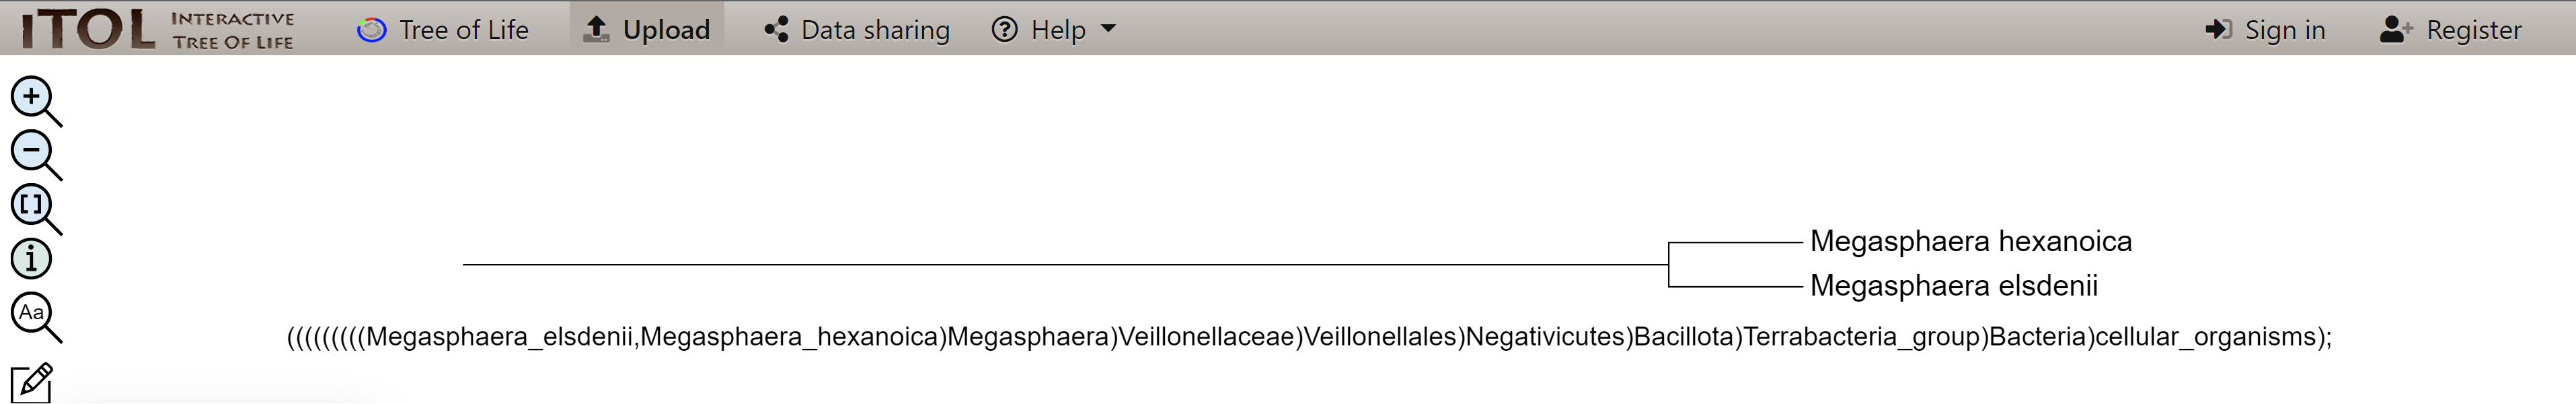 iTOL INTERACTIVE TREE OF LIFE Tree of Life Upload Data sharing Help Sign in Register
Aa
Megasphaera hexanoica
Megasphaera elsdenii
(((((((((Megasphaera_elsdenii,Megasphaera_hexanoica)Megasphaera)Veillonellaceae)Veillonellales)Negativicutes)Bacillota)Terrabacteria_group)Bacteria)cellular_organisms);